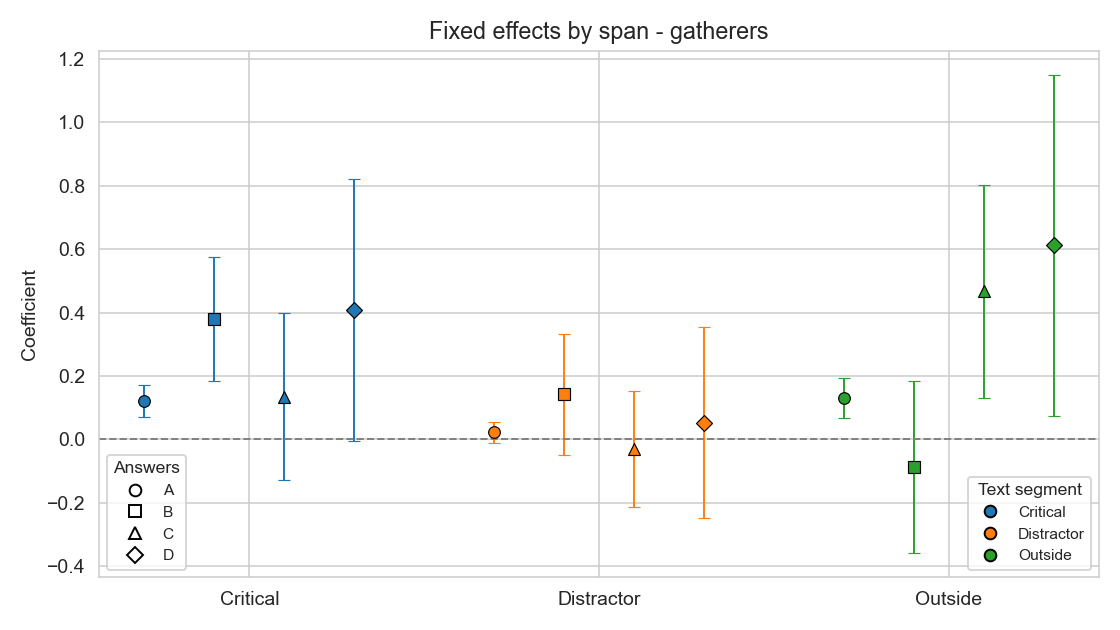 Fixed effects by span - gatherers
Coefficient
1.2
1.0
0.8
0.6
0.4
0.2
0.0
−0.2
−0.4
Answers
A
B
C
D
Text segment
Critical
Distractor
Outside
Critical
Distractor
Outside